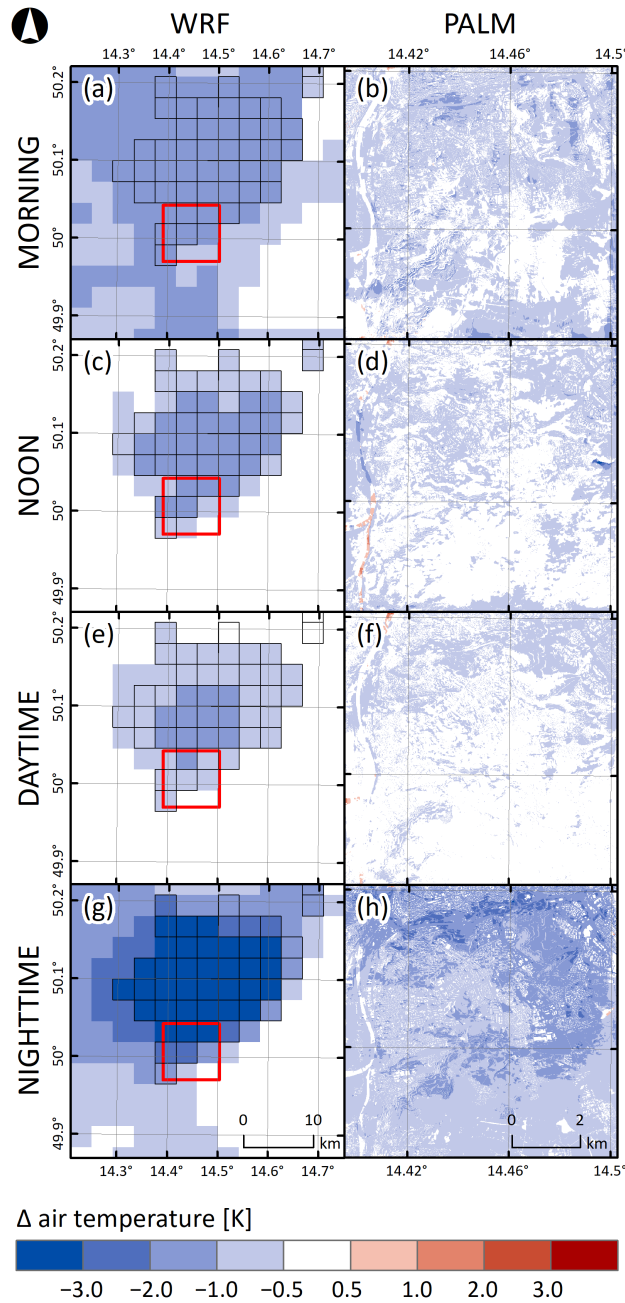 WRF PALM
14.3° 14.4° 14.5° 14.7° 14.42° 14.46° 14.5°
MORNING
(a) (b)
50.2°
50.1°
50°
49.9°
NOON
(c) (d)
50.2°
50.1°
50°
49.9°
DAYTIME
(e) (f)
50.2°
50.1°
50°
49.9°
NIGHTTIME
(g) (h)
50.2°
50.1°
50°
49.9°
0 10
km
0 2
km
14.3° 14.4° 14.5° 14.6° 14.7° 14.42° 14.46° 14.5°
Δ air temperature [K]
−3.0 −2.0 −1.0 −0.5 0.5 1.0 2.0 3.0